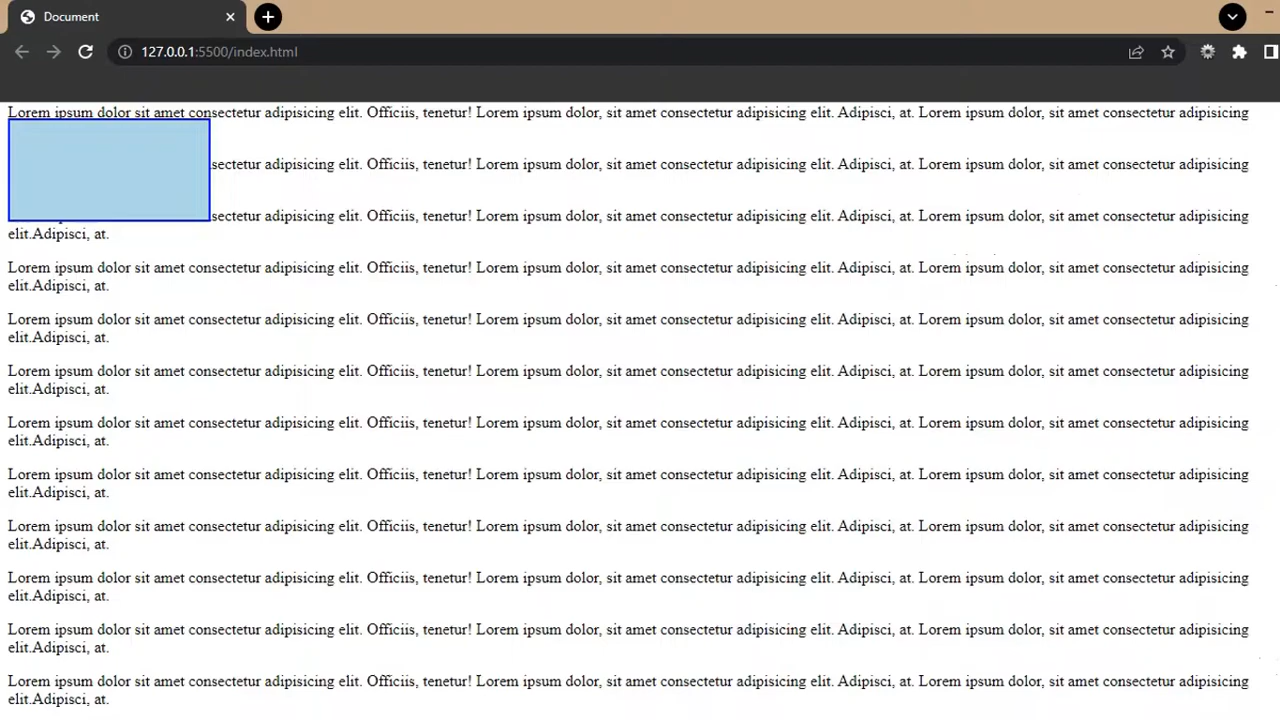 Document
127.0.0.1:5500/index.html
Lorem ipsum dolor sit amet consectetur adipisicing elit. Officiis, tenetur! Lorem ipsum dolor, sit amet consectetur adipisicing elit. Adipisci, at. Lorem ipsum dolor, sit amet consectetur adipisicing
sectetur adipisicing elit. Officiis, tenetur! Lorem ipsum dolor, sit amet consectetur adipisicing elit. Adipisci, at. Lorem ipsum dolor, sit amet consectetur adipisicing
sectetur adipisicing elit. Officiis, tenetur! Lorem ipsum dolor, sit amet consectetur adipisicing elit. Adipisci, at. Lorem ipsum dolor, sit amet consectetur adipisicing
elit.Adipisci, at.
Lorem ipsum dolor sit amet consectetur adipisicing elit. Officiis, tenetur! Lorem ipsum dolor, sit amet consectetur adipisicing elit. Adipisci, at. Lorem ipsum dolor, sit amet consectetur adipisicing
elit.Adipisci, at.
Lorem ipsum dolor sit amet consectetur adipisicing elit. Officiis, tenetur! Lorem ipsum dolor, sit amet consectetur adipisicing elit. Adipisci, at. Lorem ipsum dolor, sit amet consectetur adipisicing
elit.Adipisci, at.
Lorem ipsum dolor sit amet consectetur adipisicing elit. Officiis, tenetur! Lorem ipsum dolor, sit amet consectetur adipisicing elit. Adipisci, at. Lorem ipsum dolor, sit amet consectetur adipisicing
elit.Adipisci, at.
Lorem ipsum dolor sit amet consectetur adipisicing elit. Officiis, tenetur! Lorem ipsum dolor, sit amet consectetur adipisicing elit. Adipisci, at. Lorem ipsum dolor, sit amet consectetur adipisicing
elit.Adipisci, at.
Lorem ipsum dolor sit amet consectetur adipisicing elit. Officiis, tenetur! Lorem ipsum dolor, sit amet consectetur adipisicing elit. Adipisci, at. Lorem ipsum dolor, sit amet consectetur adipisicing
elit.Adipisci, at.
Lorem ipsum dolor sit amet consectetur adipisicing elit. Officiis, tenetur! Lorem ipsum dolor, sit amet consectetur adipisicing elit. Adipisci, at. Lorem ipsum dolor, sit amet consectetur adipisicing
elit.Adipisci, at.
Lorem ipsum dolor sit amet consectetur adipisicing elit. Officiis, tenetur! Lorem ipsum dolor, sit amet consectetur adipisicing elit. Adipisci, at. Lorem ipsum dolor, sit amet consectetur adipisicing
elit.Adipisci, at.
Lorem ipsum dolor sit amet consectetur adipisicing elit. Officiis, tenetur! Lorem ipsum dolor, sit amet consectetur adipisicing elit. Adipisci, at. Lorem ipsum dolor, sit amet consectetur adipisicing
elit.Adipisci, at.
Lorem ipsum dolor sit amet consectetur adipisicing elit. Officiis, tenetur! Lorem ipsum dolor, sit amet consectetur adipisicing elit. Adipisci, at. Lorem ipsum dolor, sit amet consectetur adipisicing
elit.Adipisci, at.